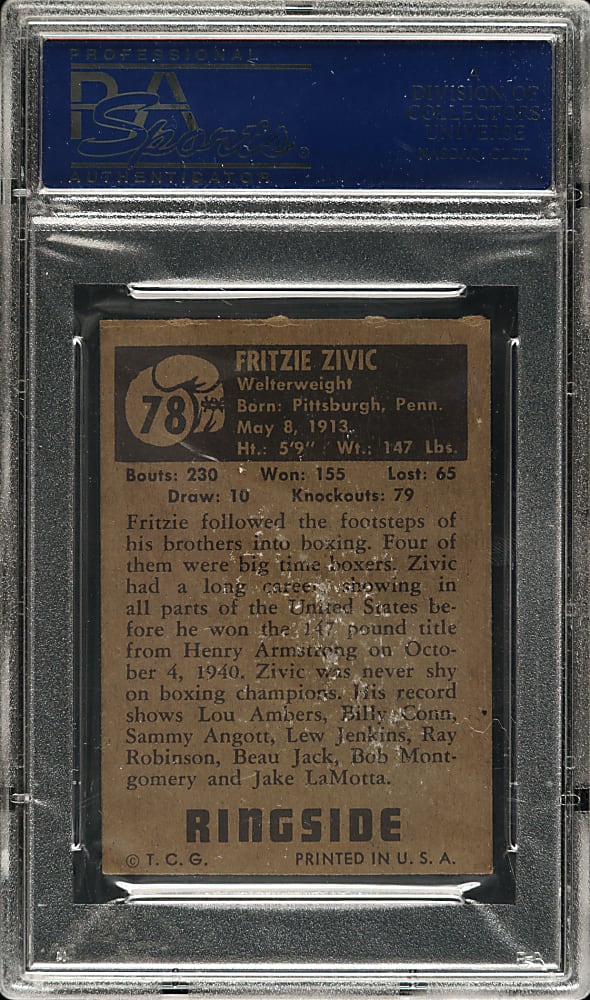 PROFESSIONAL
PSA
Sports
AUTHENTICATOR
A
DIVISION OF
COLLECTORS
UNIVERSE
NASDAQ: CLCT
78
FRITZIE ZIVIC
Welterweight
Born: Pittsburgh, Penn.
May 8, 1913.
Ht.: 5'9" Wt.: 147 Lbs.
Bouts: 230 Won: 155 Lost: 65
Draw: 10 Knockouts: 79
Fritzie followed the footsteps of
his brothers into boxing. Four of
them were big time boxers. Zivic
had a long career showing in
all parts of the United States be-
fore he won the 147 pound title
from Henry Armstrong on Octo-
ber 4, 1940. Zivic was never shy
on boxing champions. His record
shows Lou Ambers, Billy Conn,
Sammy Angott, Lew Jenkins, Ray
Robinson, Beau Jack, Bob Mont-
gomery and Jake LaMotta.
RINGSIDE
© T. C. G. PRINTED IN U. S. A.
PSA